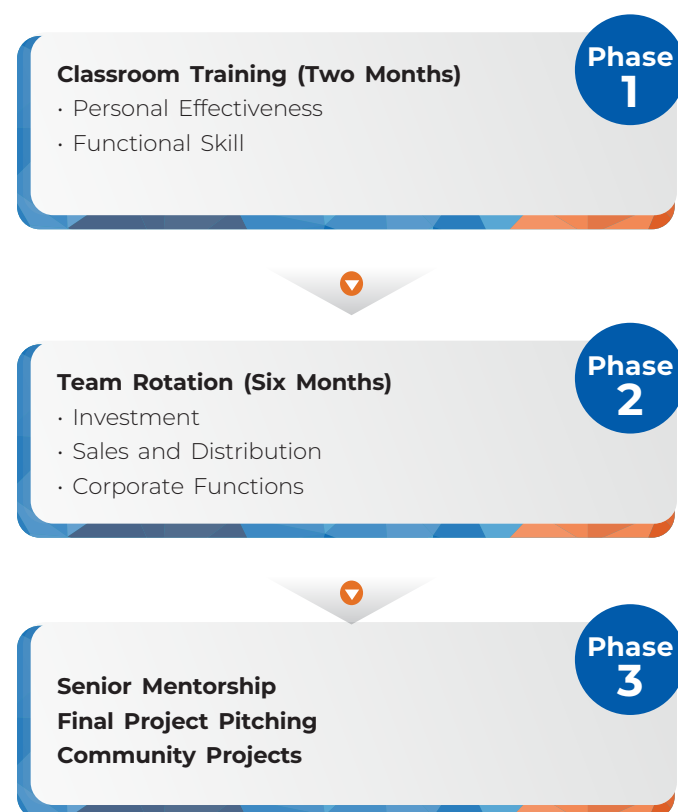 Phase
1
Classroom Training (Two Months)
· Personal Effectiveness
· Functional Skill
Phase
2
Team Rotation (Six Months)
· Investment
· Sales and Distribution
· Corporate Functions
Phase
3
Senior Mentorship
Final Project Pitching
Community Projects